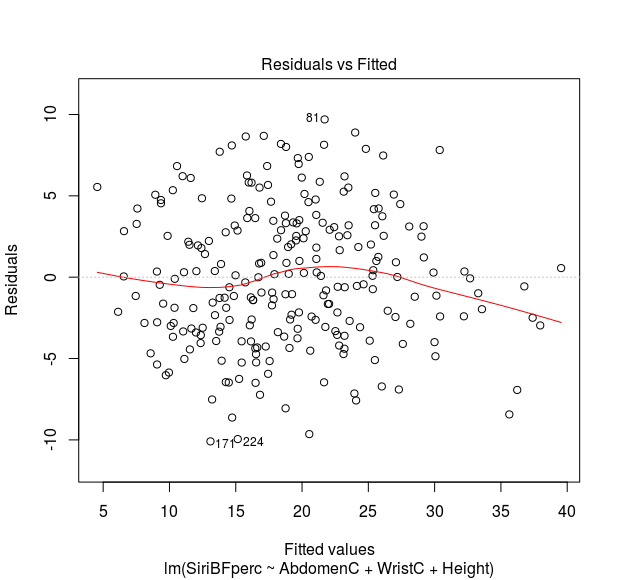 Residuals vs Fitted
Residuals
10
5
0
-5
-10
81
171
224
5 10 15 20 25 30 35 40
Fitted values
lm(SiriBFperc ~ AbdomenC + WristC + Height)